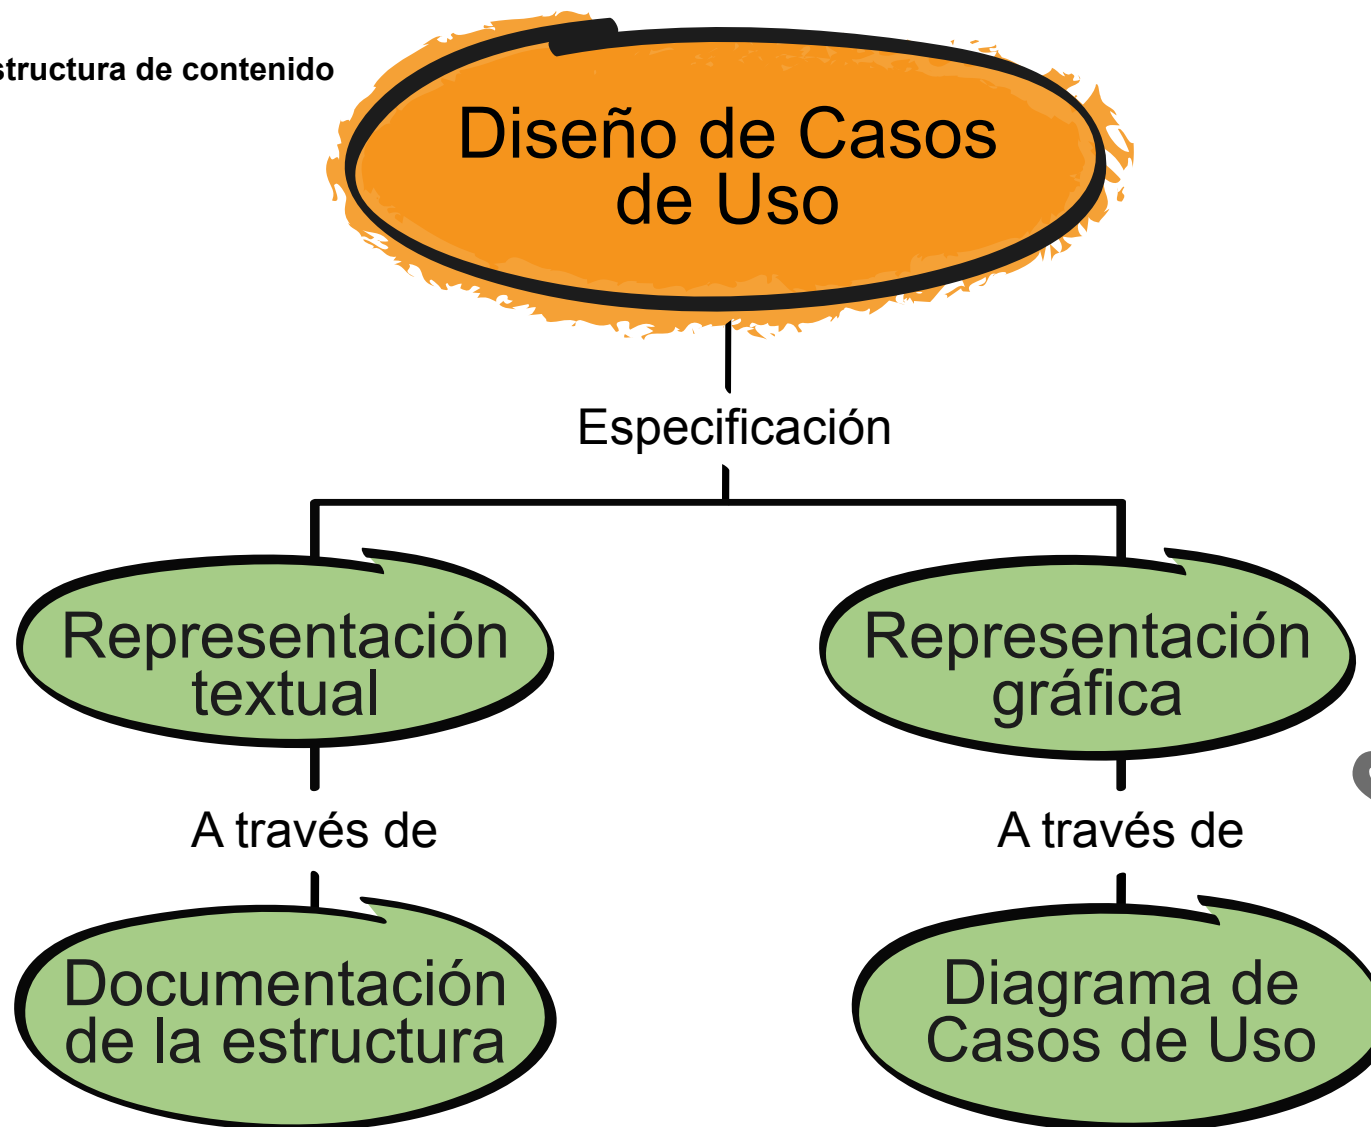 structura de contenido
Diseño de Casos
de Uso
Especificación
Representación
textual
Representación
gráfica
A través de
A través de
Documentación
de la estructura
Diagrama de
Casos de Uso